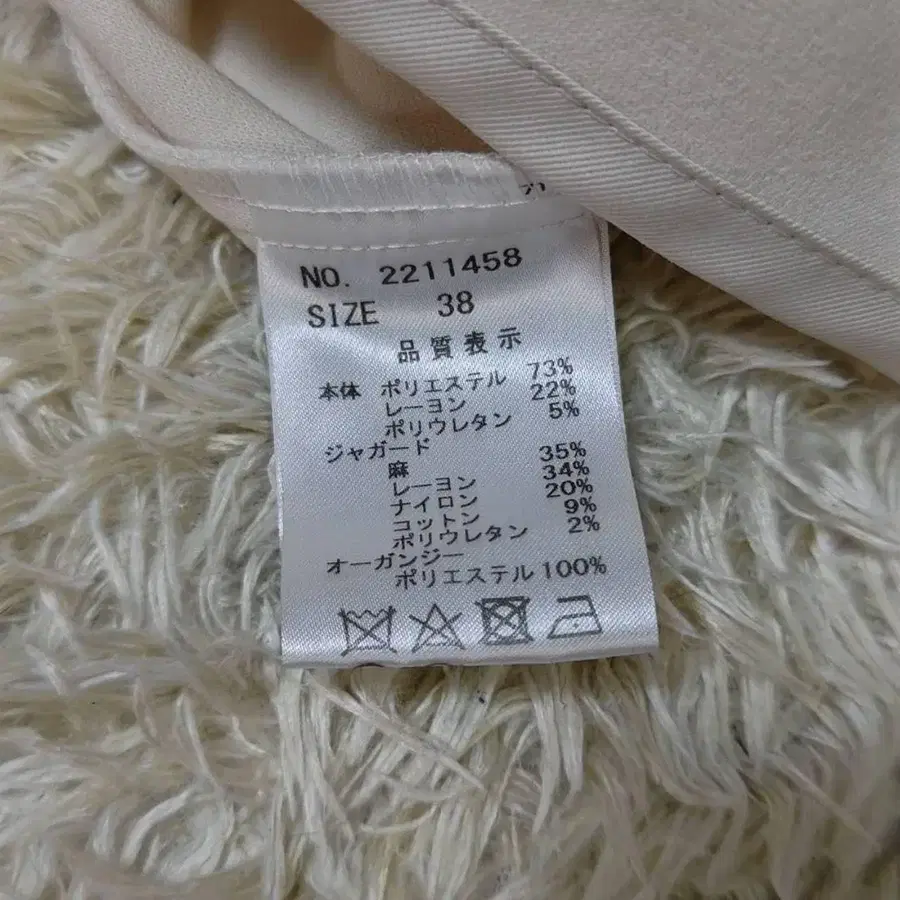 NO. 2211458
SIZE 38
品質表示
本体 ポリエステル 73%
レーヨン 22%
ポリウレタン 5%
ジャガード
麻 35%
レーヨン 34%
ナイロン 20%
コットン 9%
ポリウレタン 2%
オーガンジー
ポリエステル 100%